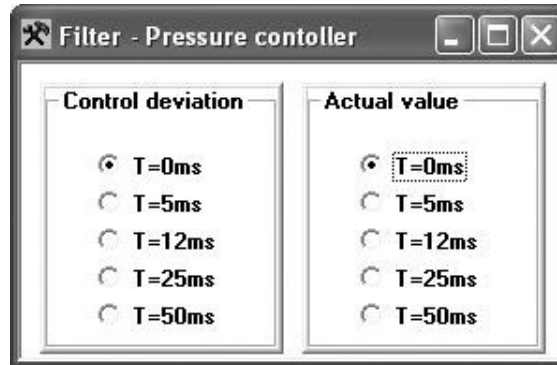 Filter - Pressure contoller
Control deviation
T=0ms
T=5ms
T=12ms
T=25ms
T=50ms
Actual value
T=0ms
T=5ms
T=12ms
T=25ms
T=50ms